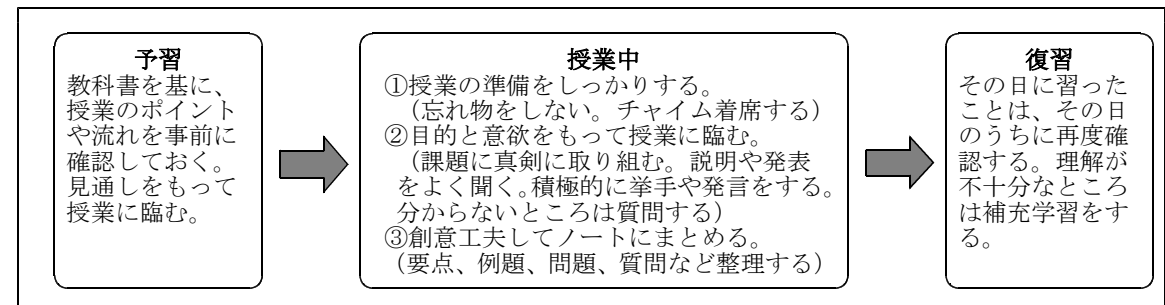 予習
教科書を基に、
授業のポイント
や流れを事前に
確認しておく。
見通しをもって
授業に臨む。
授業中
①授業の準備をしっかりする。
(忘れ物をしない。チャイム着席する)
②目的と意欲をもって授業に臨む。
(課題に真剣に取り組む。説明や発表
をよく聞く。積極的に挙手や発言をする。
分からないところは質問する)
③創意工夫してノートにまとめる。
(要点、例題、問題、質問など整理する)
復習
その日に習った
ことは、その日
のうちに再度確
認する。理解が
不十分なところ
は補充学習をす
る。